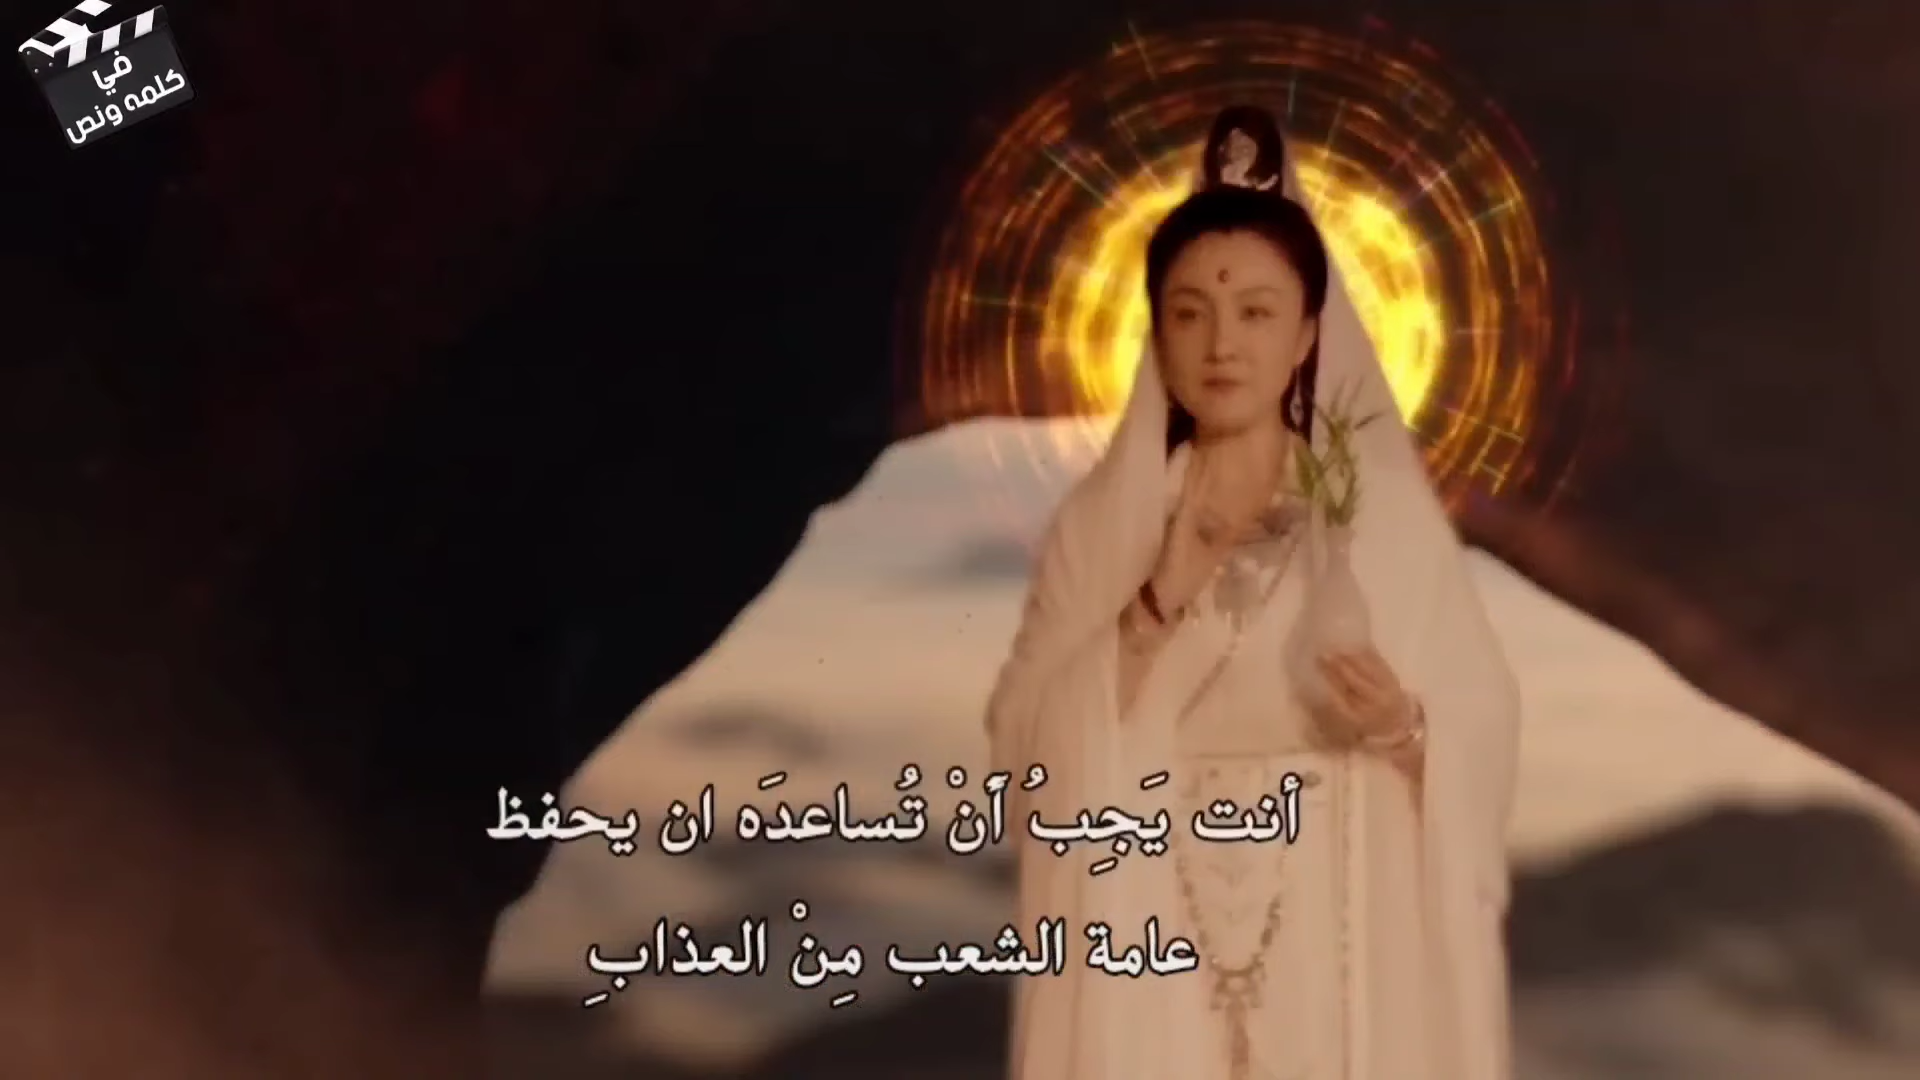 في
كلمه ونص
أنت يَجِبُ أَنْ تُساعدَه ان يحفظ
عامة الشعب مِنْ العذابِ